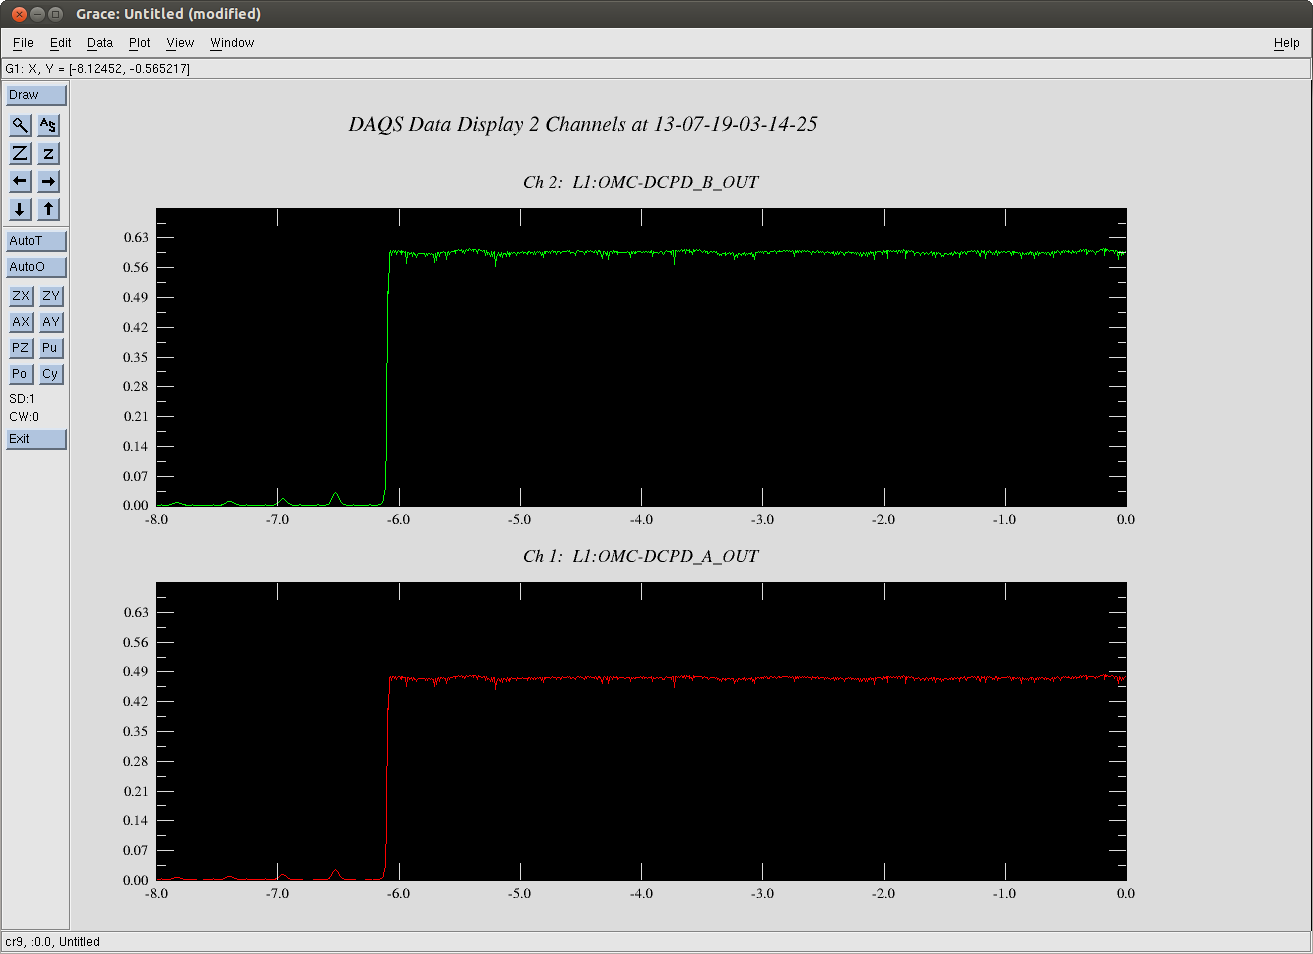 Grace: Untitled (modified)
File Edit Data Plot View Window Help
G1: X, Y = [-8.12452, -0.565217]
Draw
A S
Z z
AutoT
AutoO
ZX ZY
AX AY
PZ Pu
Po Cy
SD:1
CW:0
Exit
DAQS Data Display 2 Channels at 13-07-19-03-14-25
Ch 2: L1:OMC-DCPD_B_OUT
0.63
0.56
0.49
0.42
0.35
0.28
0.21
0.14
0.07
0.00
-8.0 -7.0 -6.0 -5.0 -4.0 -3.0 -2.0 -1.0 0.0
Ch 1: L1:OMC-DCPD_A_OUT
0.63
0.56
0.49
0.42
0.35
0.28
0.21
0.14
0.07
0.00
-8.0 -7.0 -6.0 -5.0 -4.0 -3.0 -2.0 -1.0 0.0
cr9, :0.0, Untitled